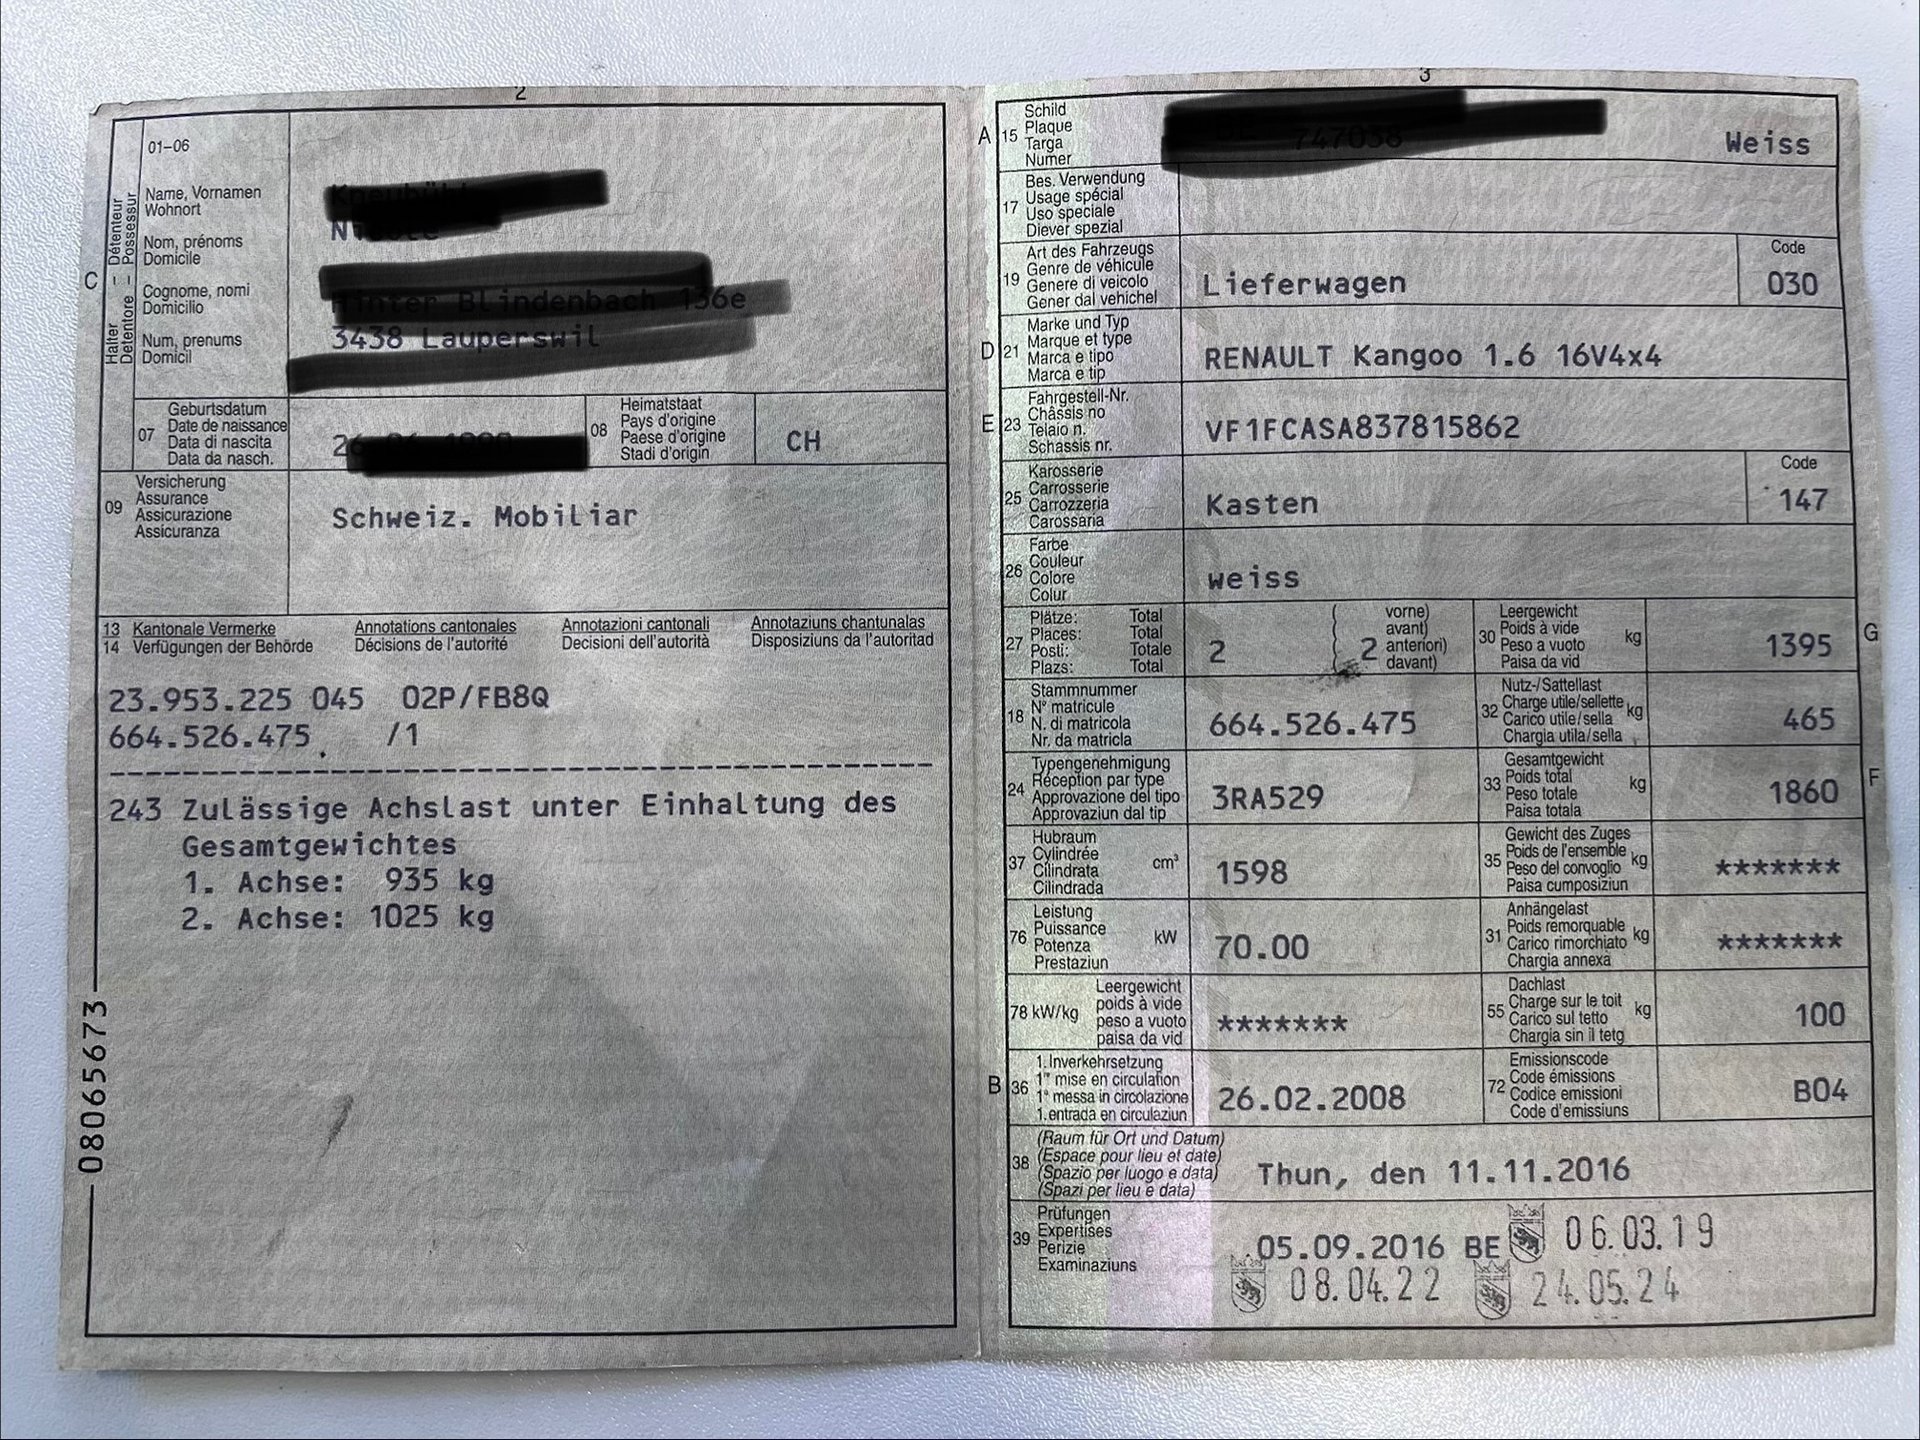 2
01-06
Halter – Détenteur
Detentore – Possessur
C
Name, Vornamen
Wohnort
Nom, prénoms
Domicile
Cognome, nomi
Domicilio
Num, prenums
Domicil
07
Geburtsdatum
Date de naissance
Data di nascita
Data da nasch.
08
Heimatstaat
Pays d'origine
Paese d'origine
Stadi d'origin
CH
09
Versicherung
Assurance
Assicurazione
Assicuranza
Schweiz. Mobiliar
13 Kantonale Vermerke Annotations cantonales Annotazioni cantonali Annotaziuns chantunalas
14 Verfügungen der Behörde Décisions de l'autorité Decisioni dell'autorità Disposiziuns da l'autoritad
23.953.225 045 02P/FB8Q
664.526.475 /1
243 Zulässige Achslast unter Einhaltung des
Gesamtgewichtes
1. Achse: 935 kg
2. Achse: 1025 kg
08065673
3
A 15
Schild
Plaque
Targa
Numer
Weiss
17
Bes. Verwendung
Usage spécial
Uso speciale
Diever spezial
19
Art des Fahrzeugs
Genre de véhicule
Genere di veicolo
Gener dal vehichel
Lieferwagen
Code
030
D 21
Marke und Typ
Marque et type
Marca e tipo
Marca e tip
RENAULT Kangoo 1.6 16V4x4
E 23
Fahrgestell-Nr.
Châssis no
Telaio n.
Schassis nr.
VF1FCASA837815862
25
Karosserie
Carrosserie
Carrozzeria
Carossaria
Kasten
Code
147
26
Farbe
Couleur
Colore
Colur
weiss
27
Plätze: Total
Places: Total
Posti: Totale
Plazs: Total
2
2
vorne)
avant)
anteriori)
davant)
30
Leergewicht
Poids à vide
Peso a vuoto
Paisa da vid
kg
1395
G
18
Stammnummer
N° matricule
N. di matricola
Nr. da matricla
664.526.475
32
Nutz-/Sattellast
Charge utile/sellette
Carico utile/sella
Chargia utila/sella
kg
465
24
Typengenehmigung
Réception par type
Approvazione del tipo
Approvaziun dal tip
3RA529
33
Gesamtgewicht
Poids total
Peso totale
Paisa totala
kg
1860
F
37
Hubraum
Cylindrée
Cilindrata
Cilindrada
cm³
1598
35
Gewicht des Zuges
Poids de l'ensemble
Peso del convoglio
Paisa cumposiziun
kg
*******
76
Leistung
Puissance
Potenza
Prestaziun
kW
70.00
31
Anhängelast
Poids remorquable
Carico rimorchiato
Chargia annexa
kg
*******
78 kW/kg
Leergewicht
poids à vide
peso a vuoto
paisa da vid
*******
55
Dachlast
Charge sur le toit
Carico sul tetto
Chargia sin il tetg
kg
100
B 36
1. Inverkehrsetzung
1re mise en circulation
1a messa in circolazione
1. entrada en circulaziun
26.02.2008
72
Emissionscode
Code émissions
Codice emissioni
Code d'emissiuns
B04
38
(Raum für Ort und Datum)
(Espace pour lieu et date)
(Spazio per luogo e data)
(Spazi per lieu e data)
Thun, den 11.11.2016
39
Prüfungen
Expertises
Perizie
Examinaziuns
05.09.2016 BE 06.03.19
08.04.22 24.05.24